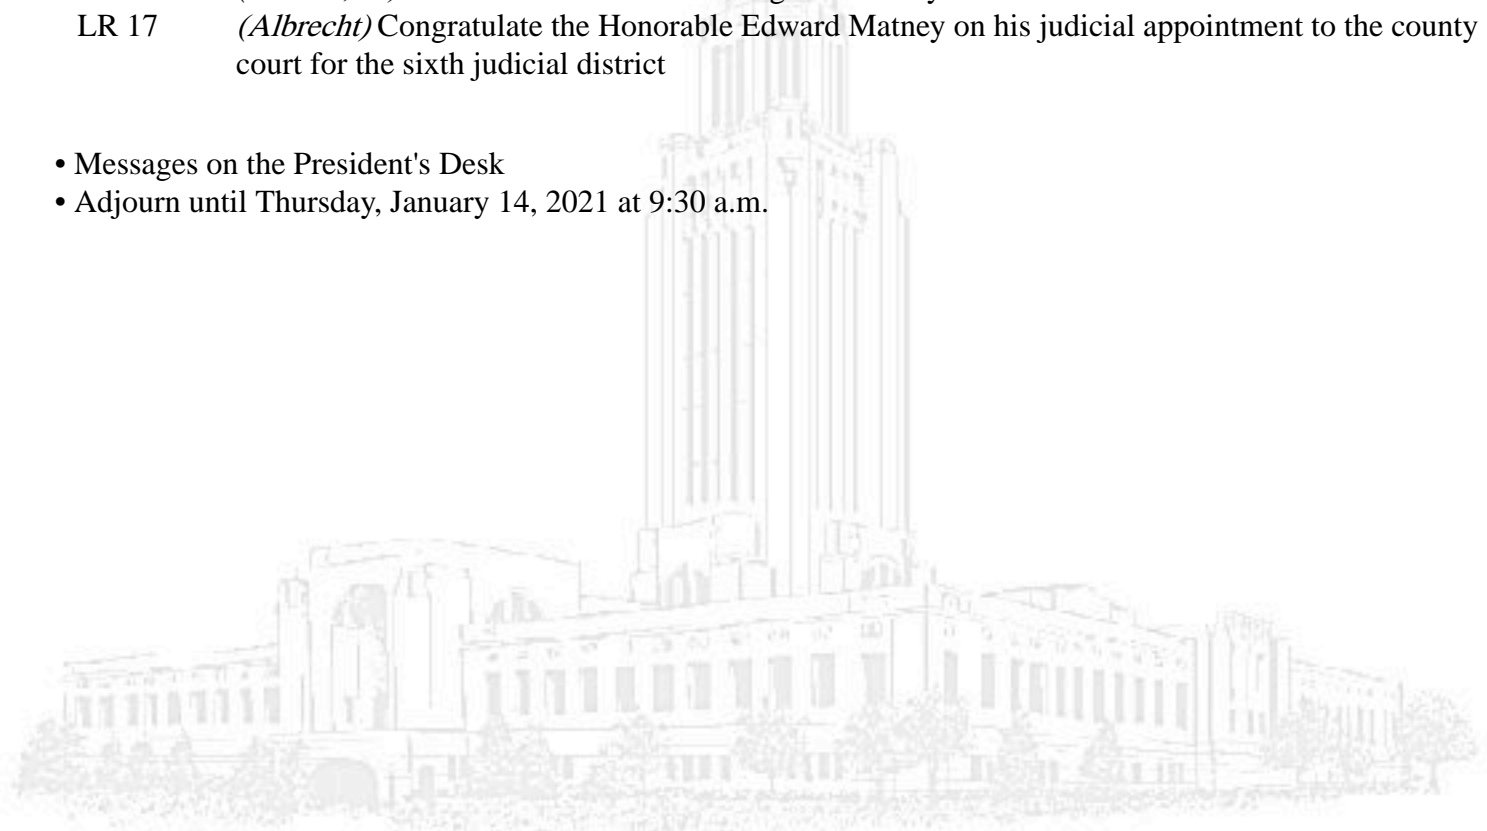 LR 17 (Albrecht) Congratulate the Honorable Edward Matney on his judicial appointment to the county
court for the sixth judicial district
• Messages on the President's Desk
• Adjourn until Thursday, January 14, 2021 at 9:30 a.m.